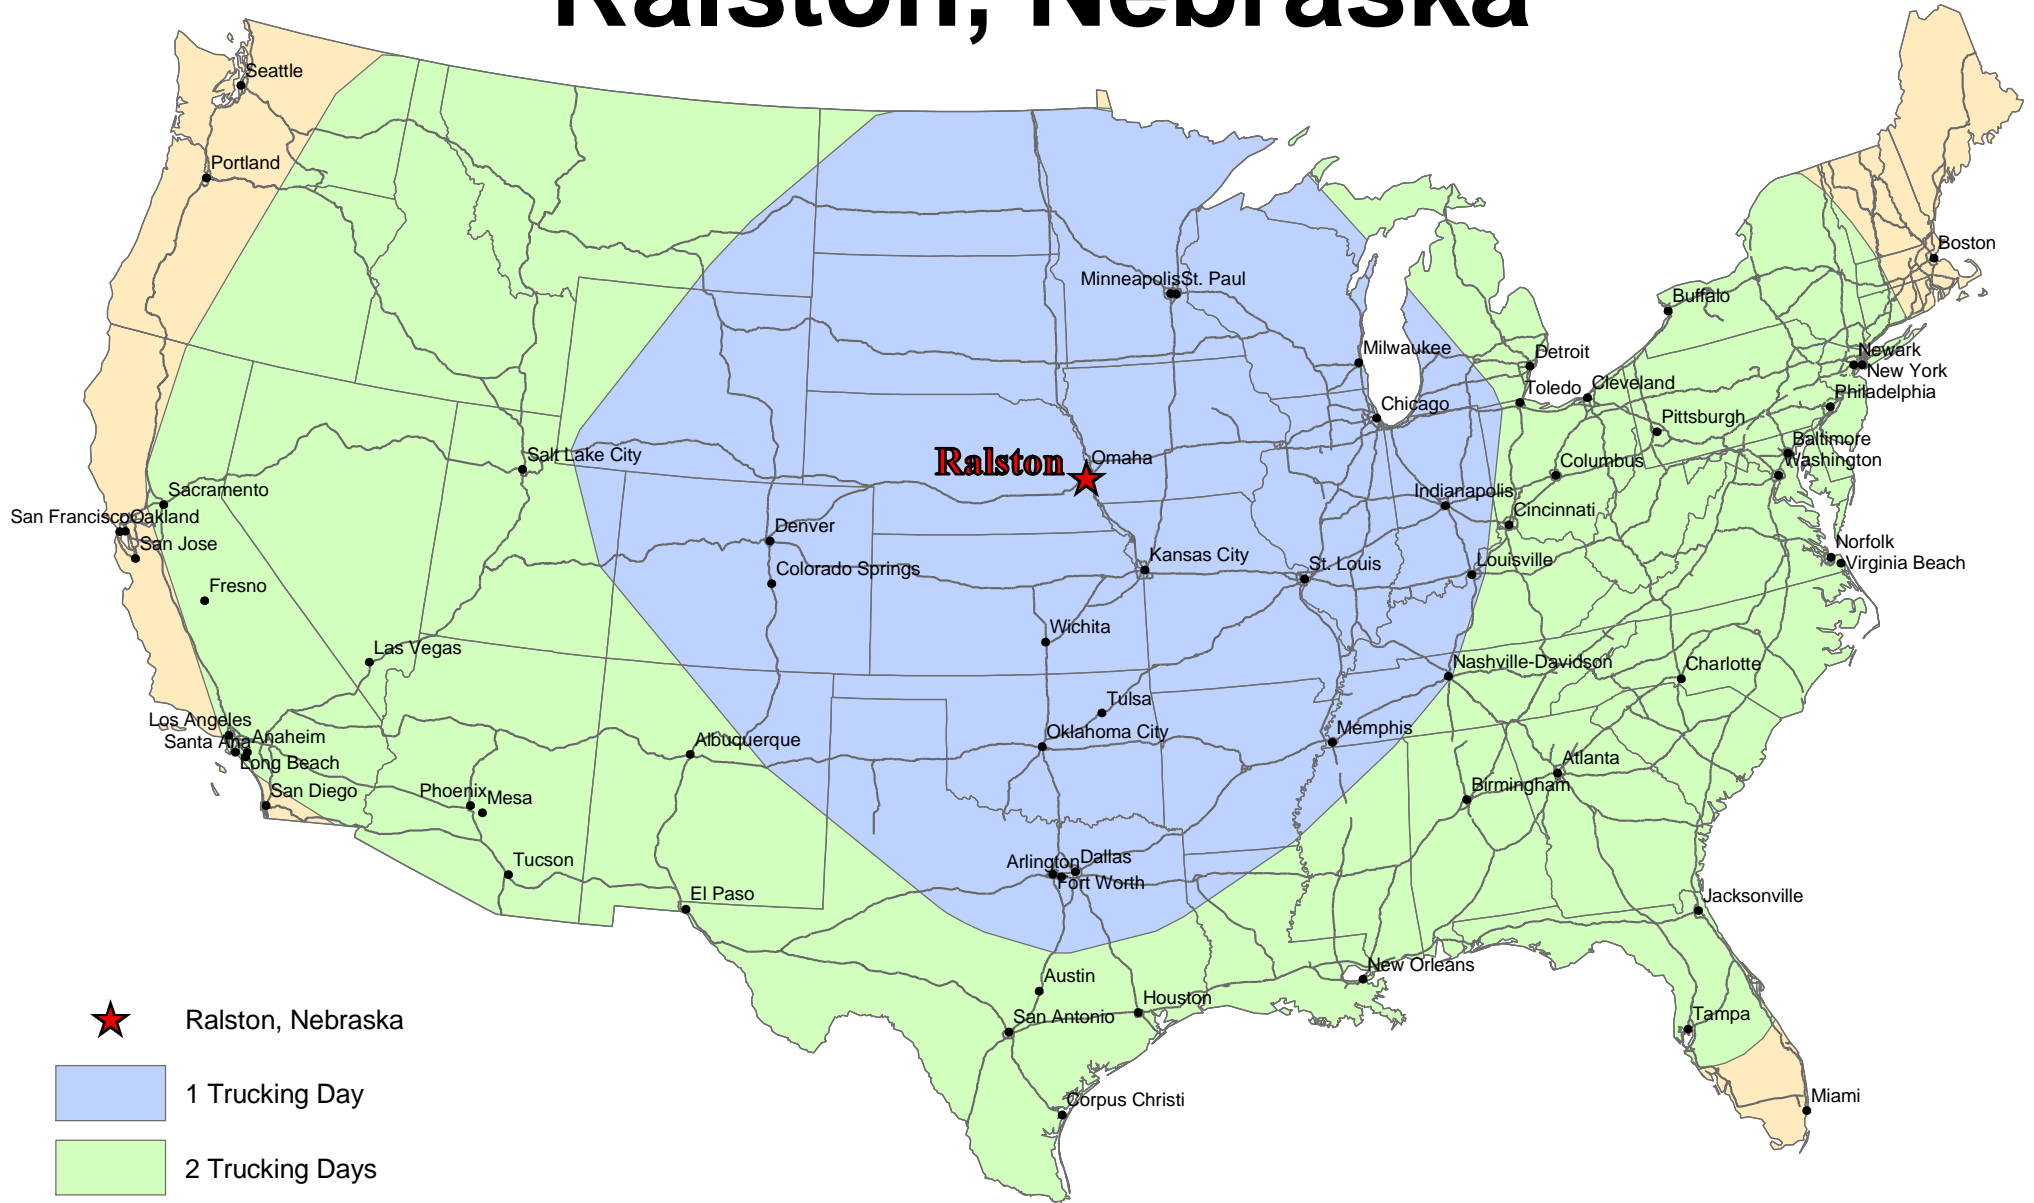 Ralston, Nebraska
Seattle
Portland
Boston
MinneapolisSt. Paul
Buffalo
Milwaukee
Detroit
Newark
New York
Toledo
Cleveland
Philadelphia
Chicago
Pittsburgh
Baltimore
Washington
Ralston
Omaha
Salt Lake City
Columbus
Sacramento
Indianapolis
Cincinnati
San FranciscoOakland
San Jose
Denver
Norfolk
Virginia Beach
Kansas City
St. Louis
Louisville
Colorado Springs
Fresno
Wichita
Las Vegas
Nashville-Davidson
Charlotte
Tulsa
Los Angeles
Santa Ana
Anaheim
Long Beach
Albuquerque
Oklahoma City
Memphis
Atlanta
San Diego
Phoenix
Mesa
Birmingham
Tucson
Arlington
Dallas
Fort Worth
El Paso
Jacksonville
Austin
New Orleans
Houston
San Antonio
Tampa
Corpus Christi
Miami
Ralston, Nebraska
1 Trucking Day
2 Trucking Days